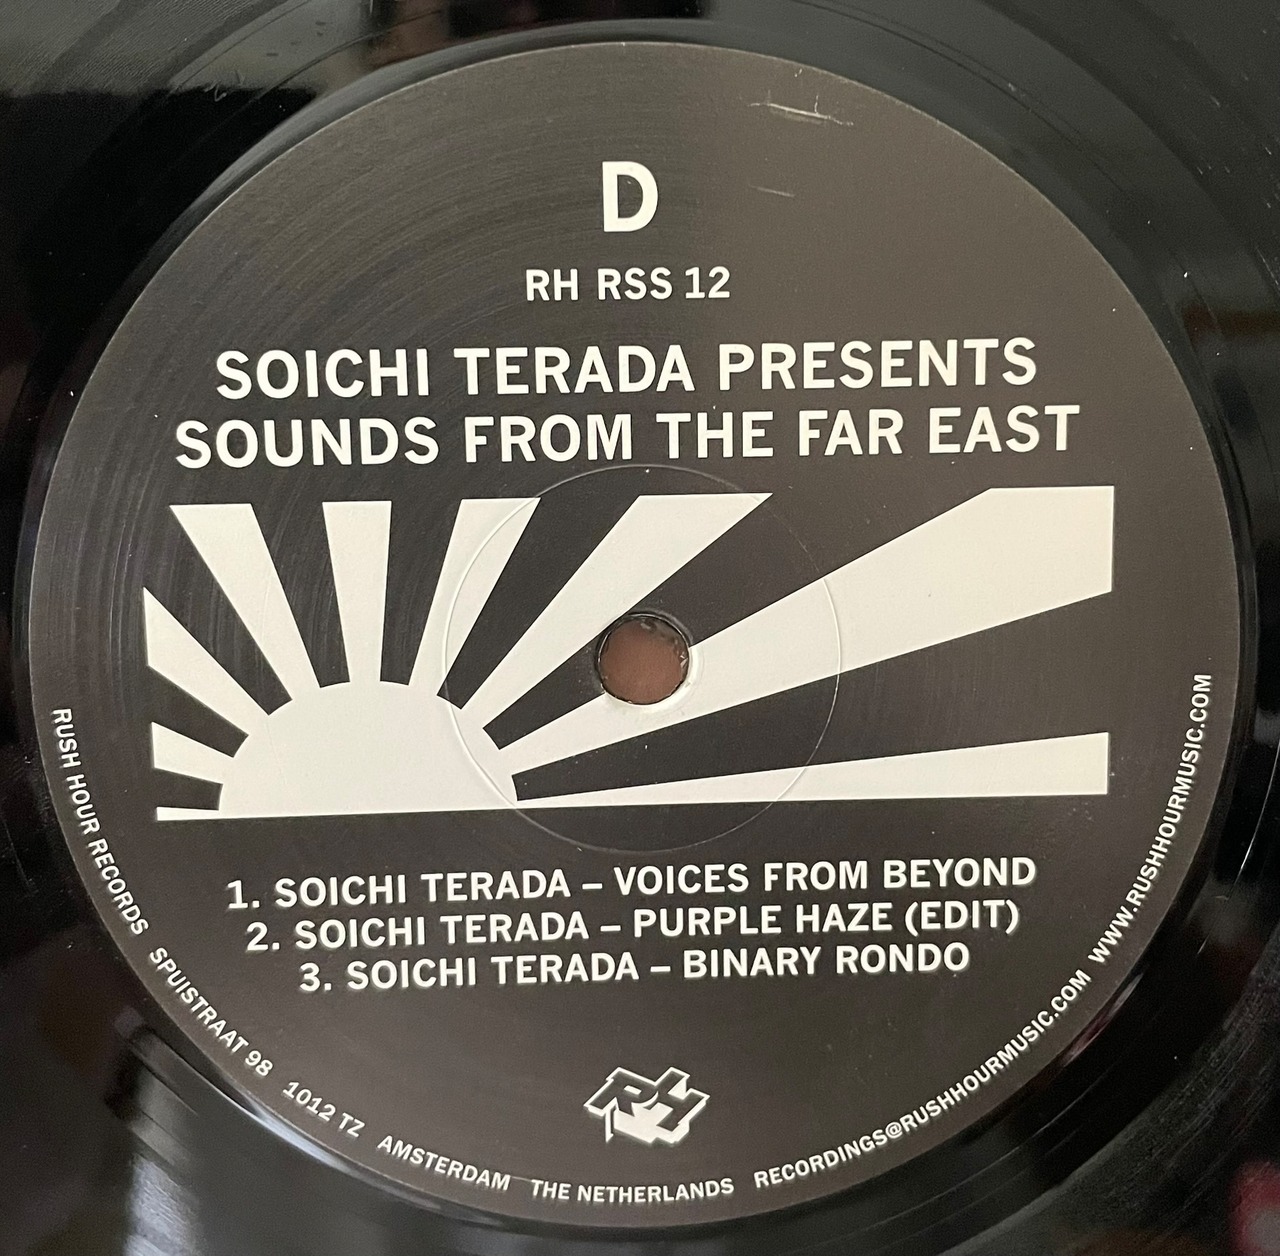 D
RH RSS 12
SOICHI TERADA PRESENTS
SOUNDS FROM THE FAR EAST
1. SOICHI TERADA – VOICES FROM BEYOND
2. SOICHI TERADA – PURPLE HAZE (EDIT)
3. SOICHI TERADA – BINARY RONDO
RH
RUSH HOUR RECORDS SPUISTRAAT 98 1012 TZ AMSTERDAM THE NETHERLANDS RECORDINGS@RUSHHOURMUSIC.COM WWW.RUSHHOURMUSIC.COM